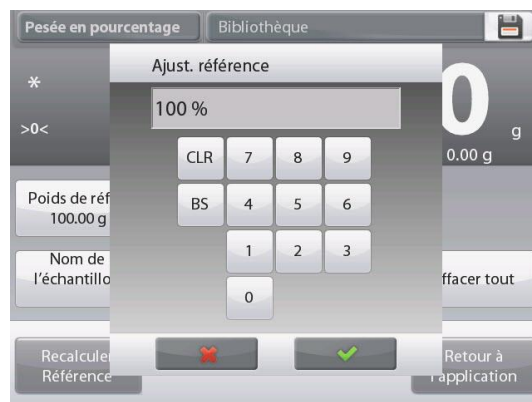 Pesée en pourcentage
Bibliothèque
Ajust. référence
*
100 %
0
>0<
g
0.00 g
CLR 7 8 9
Poids de réf
100.00 g
BS 4 5 6
Nom de
l'échantillo
1 2 3
ffacer tout
0
Recalculer
Référence
Retour à
l'application